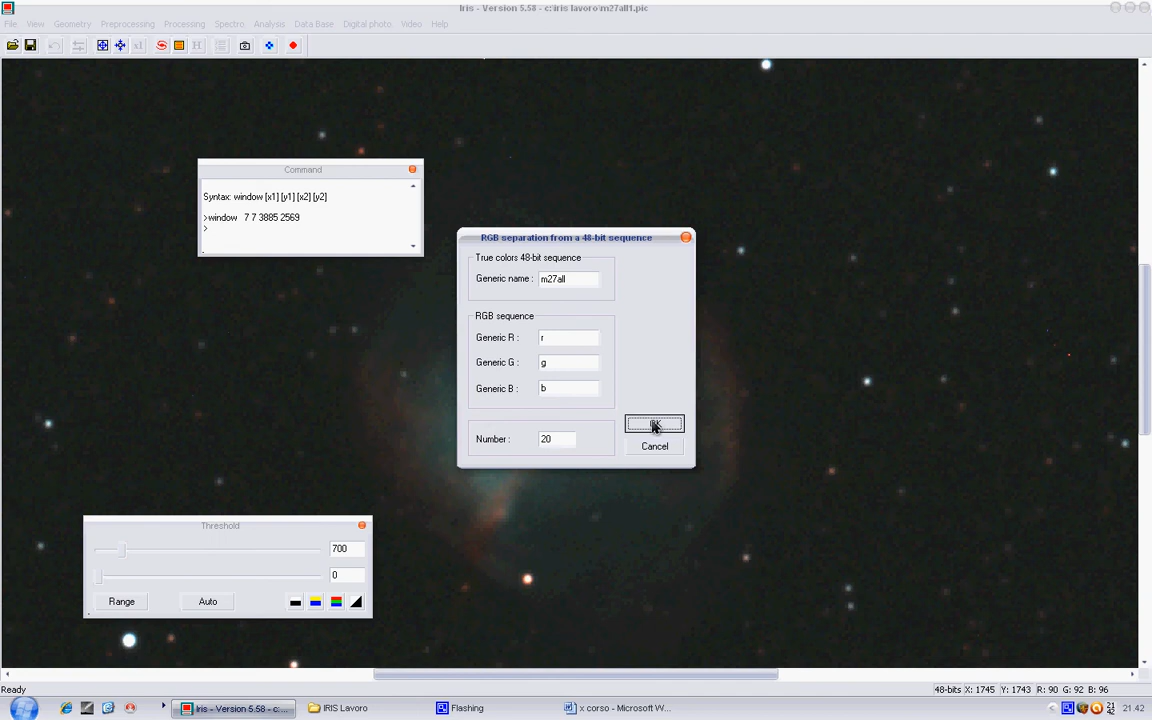 Iris - Version 5.58 - c:\iris lavoro\m27all1.pic
File View Geometry Preprocessing Processing Spectro Analysis Data Base Digital photo Video Help
Command
Syntax: window [x1] [y1] [x2] [y2]
>window 7 7 3885 2569
>
RGB separation from a 48-bit sequence
True colors 48-bit sequence
Generic name : m27all
RGB sequence
Generic R : r
Generic G : g
Generic B : b
Number : 20
OK
Cancel
Threshold
700
0
Range Auto
Ready
48-bits X: 1745 Y: 1743 R: 90 G: 92 B: 96
Iris - Version 5.58 - c:... IRIS Lavoro Flashing x corso - Microsoft W... 21 42 21.42